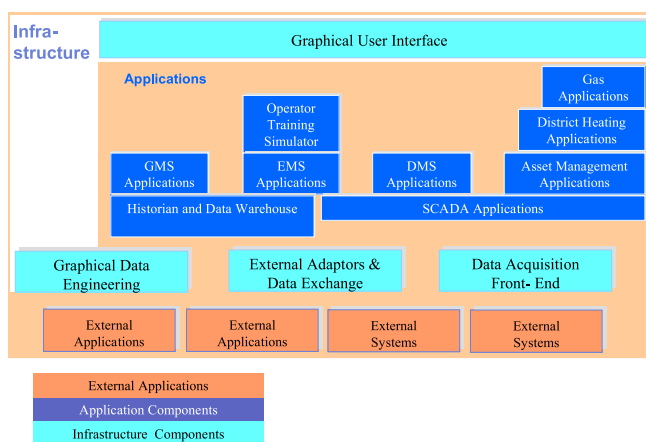 Infra-
structure
Graphical User Interface
Applications
Gas
Applications
Operator
Training
Simulator
District Heating
Applications
GMS
Applications
EMS
Applications
DMS
Applications
Asset Management
Applications
Historian and Data Warehouse
SCADA Applications
Graphical Data
Engineering
External Adaptors &
Data Exchange
Data Acquisition
Front- End
External
Applications
External
Applications
External
Systems
External
Systems
External Applications
Application Components
Infrastructure Components